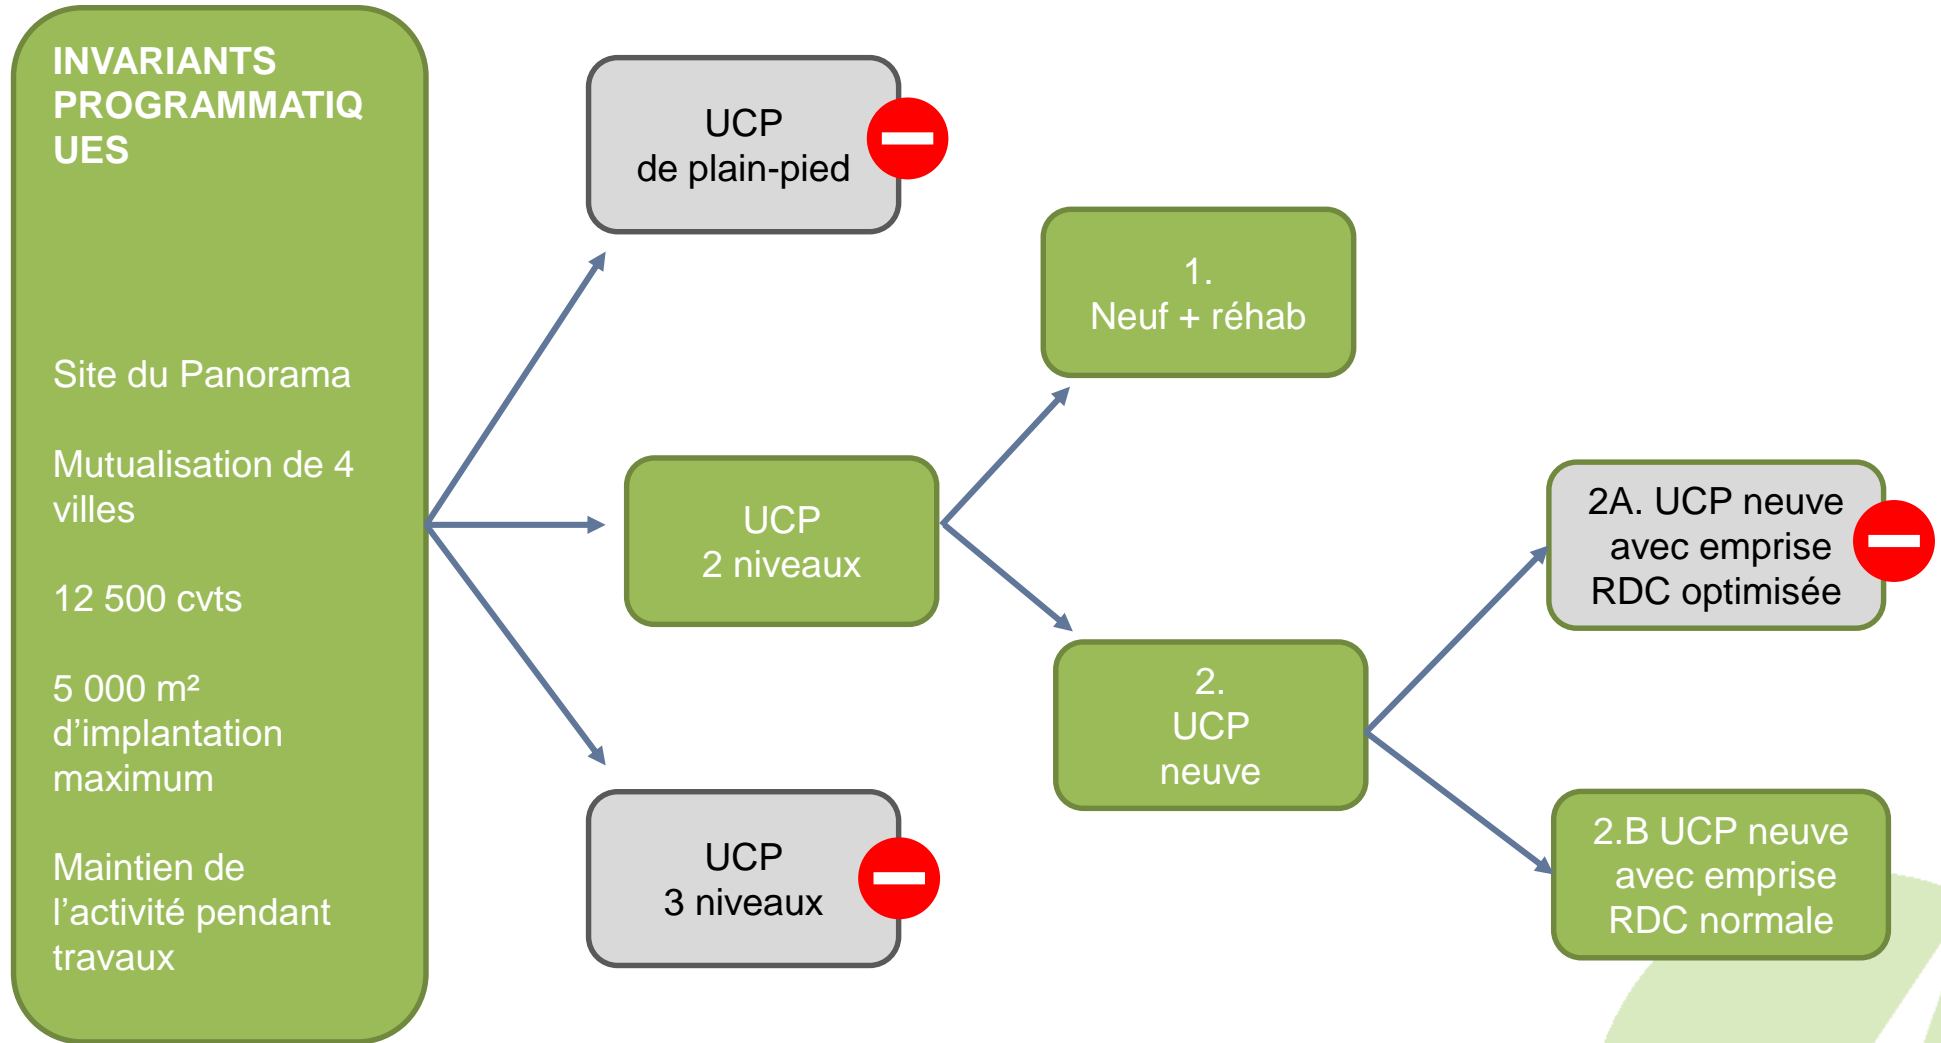 INVARIANTS
PROGRAMMATIQ
UES
Site du Panorama
Mutualisation de 4
villes
12 500 cvts
5 000 m²
d’implantation
maximum
Maintien de
l’activité pendant
travaux
UCP
de plain-pied
UCP
2 niveaux
UCP
3 niveaux
1.
Neuf + réhab
2.
UCP
neuve
2A. UCP neuve
avec emprise
RDC optimisée
2.B UCP neuve
avec emprise
RDC normale